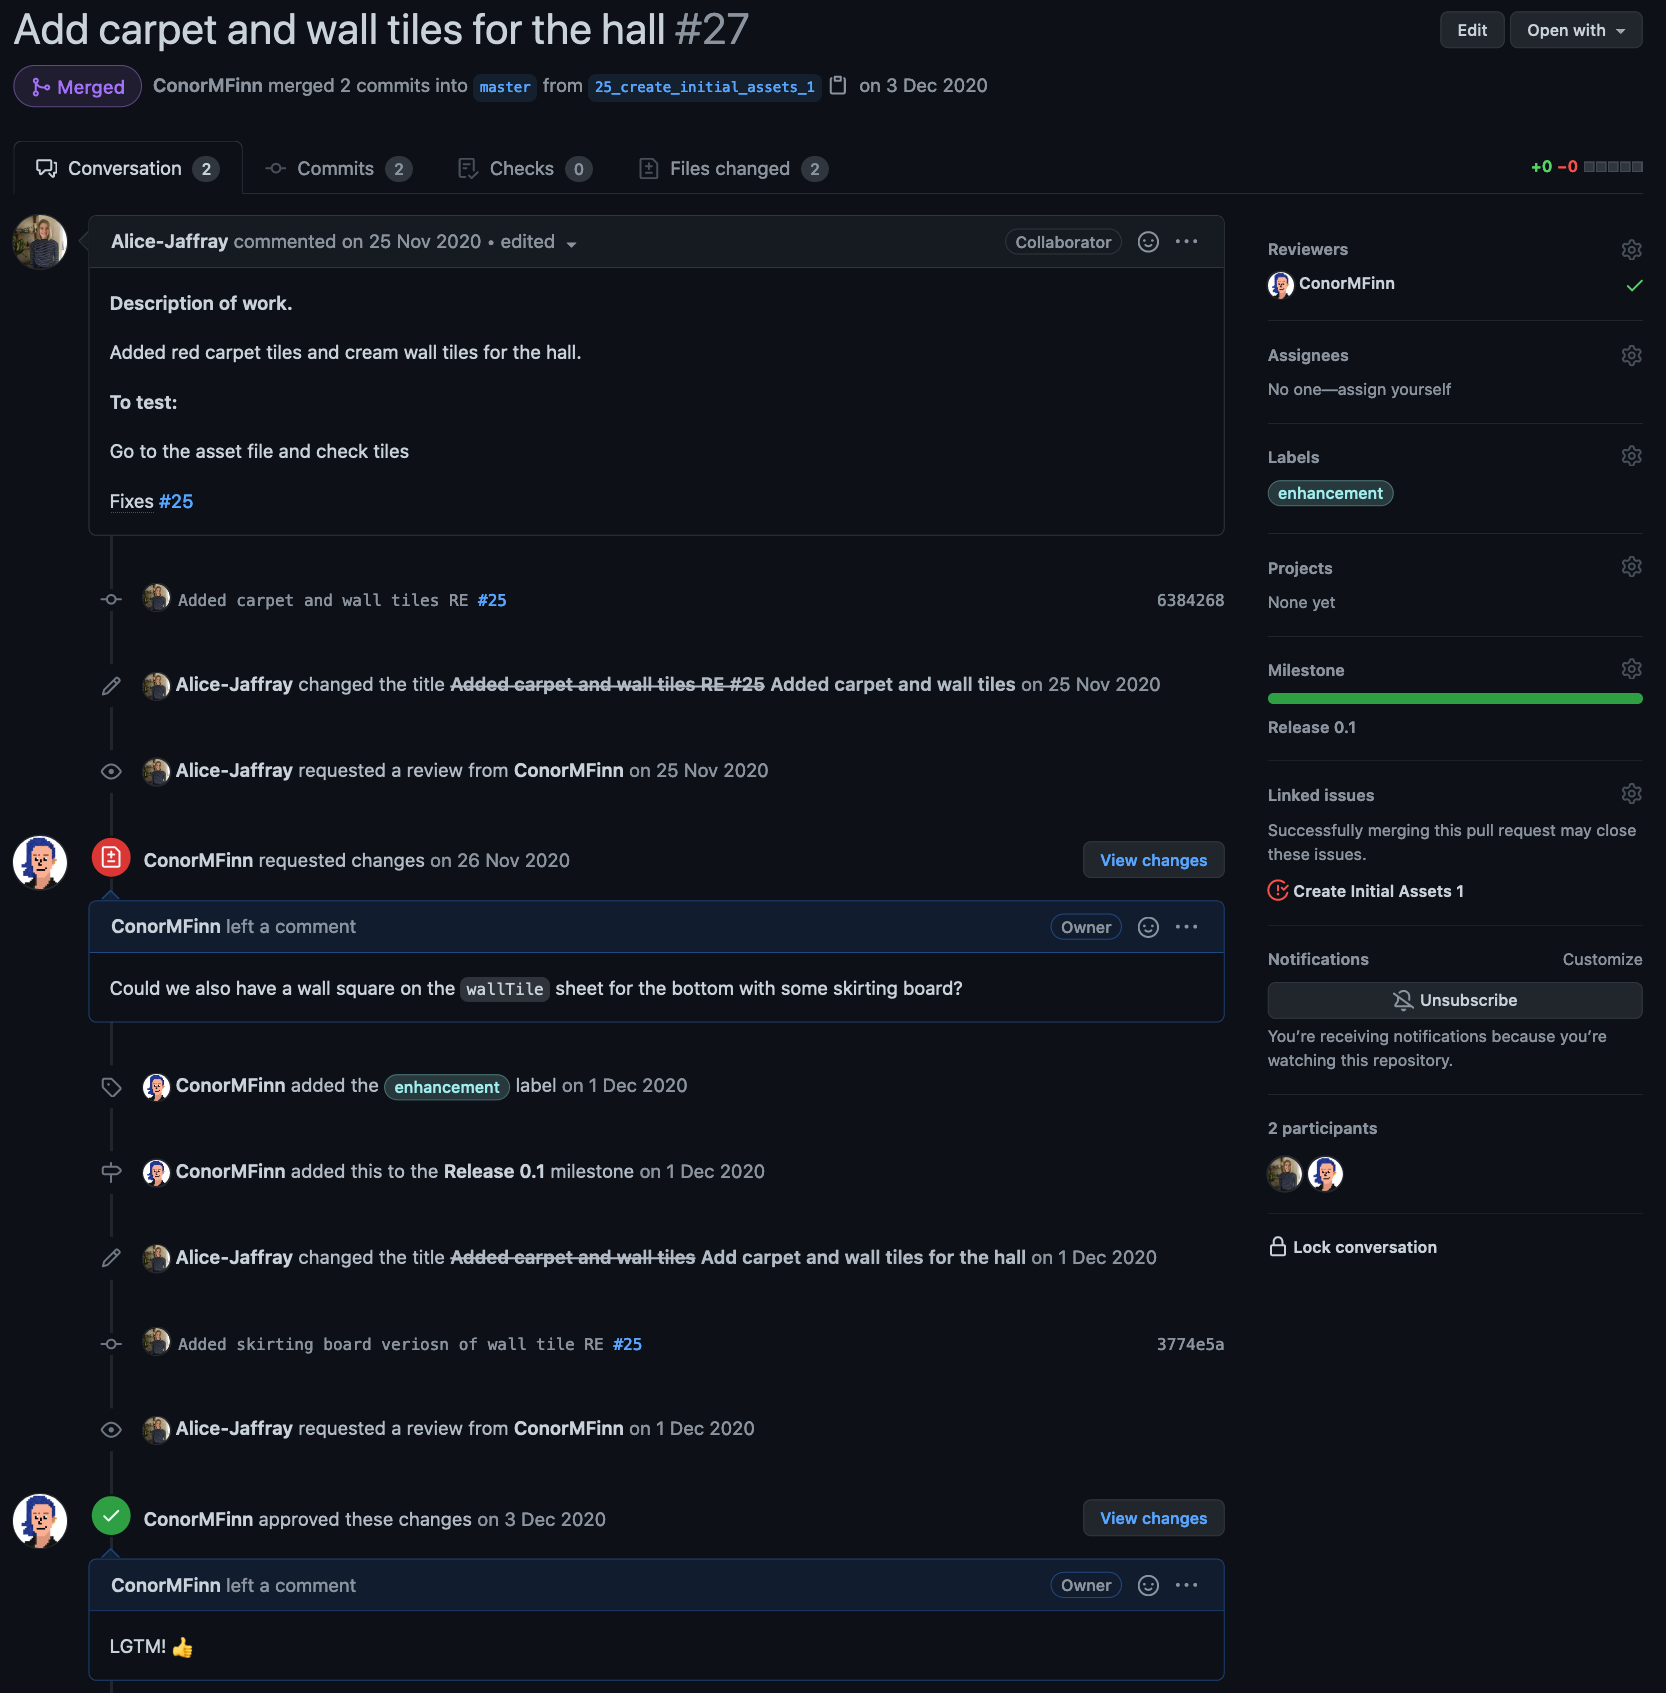 Add carpet and wall tiles for the hall #27
Edit
Open with
Merged
ConorMFinn merged 2 commits into master from 25_create_initial_assets_1 on 3 Dec 2020
Conversation 2
Commits 2
Checks 0
Files changed 2
+0 −0
Alice-Jaffray commented on 25 Nov 2020 • edited
Collaborator
Description of work.
Added red carpet tiles and cream wall tiles for the hall.
To test:
Go to the asset file and check tiles
Fixes #25
Added carpet and wall tiles RE #25
6384268
Alice-Jaffray changed the title Added carpet and wall tiles RE #25 Added carpet and wall tiles on 25 Nov 2020
Alice-Jaffray requested a review from ConorMFinn on 25 Nov 2020
ConorMFinn requested changes on 26 Nov 2020
View changes
ConorMFinn left a comment
Owner
Could we also have a wall square on the wallTile sheet for the bottom with some skirting board?
ConorMFinn added the enhancement label on 1 Dec 2020
ConorMFinn added this to the Release 0.1 milestone on 1 Dec 2020
Alice-Jaffray changed the title Added carpet and wall tiles Add carpet and wall tiles for the hall on 1 Dec 2020
Added skirting board veriosn of wall tile RE #25
3774e5a
Alice-Jaffray requested a review from ConorMFinn on 1 Dec 2020
ConorMFinn approved these changes on 3 Dec 2020
View changes
ConorMFinn left a comment
Owner
LGTM! 👍
Reviewers
ConorMFinn
Assignees
No one—assign yourself
Labels
enhancement
Projects
None yet
Milestone
Release 0.1
Linked issues
Successfully merging this pull request may close
these issues.
Create Initial Assets 1
Notifications
Customize
Unsubscribe
You’re receiving notifications because you’re
watching this repository.
2 participants
Lock conversation